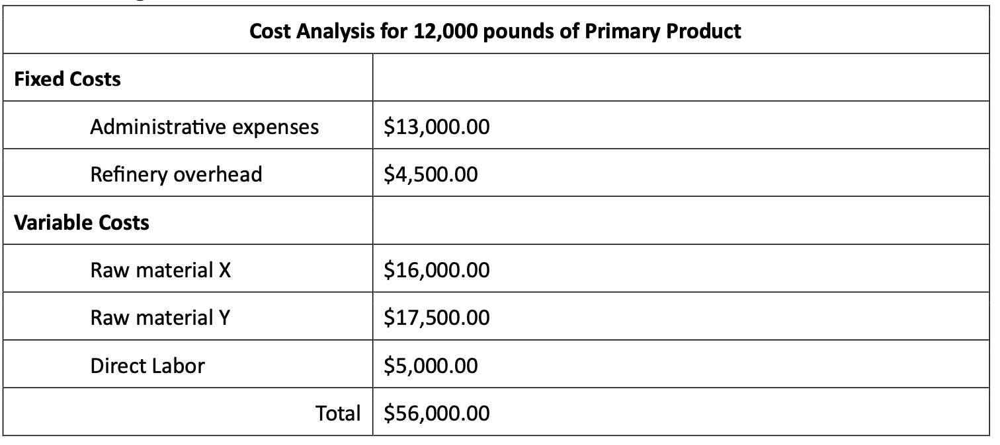 Cost Analysis for 12,000 pounds of Primary Product
Fixed Costs
Administrative expenses $13,000.00
Refinery overhead $4,500.00
Variable Costs
Raw material X $16,000.00
Raw material Y $17,500.00
Direct Labor $5,000.00
Total $56,000.00